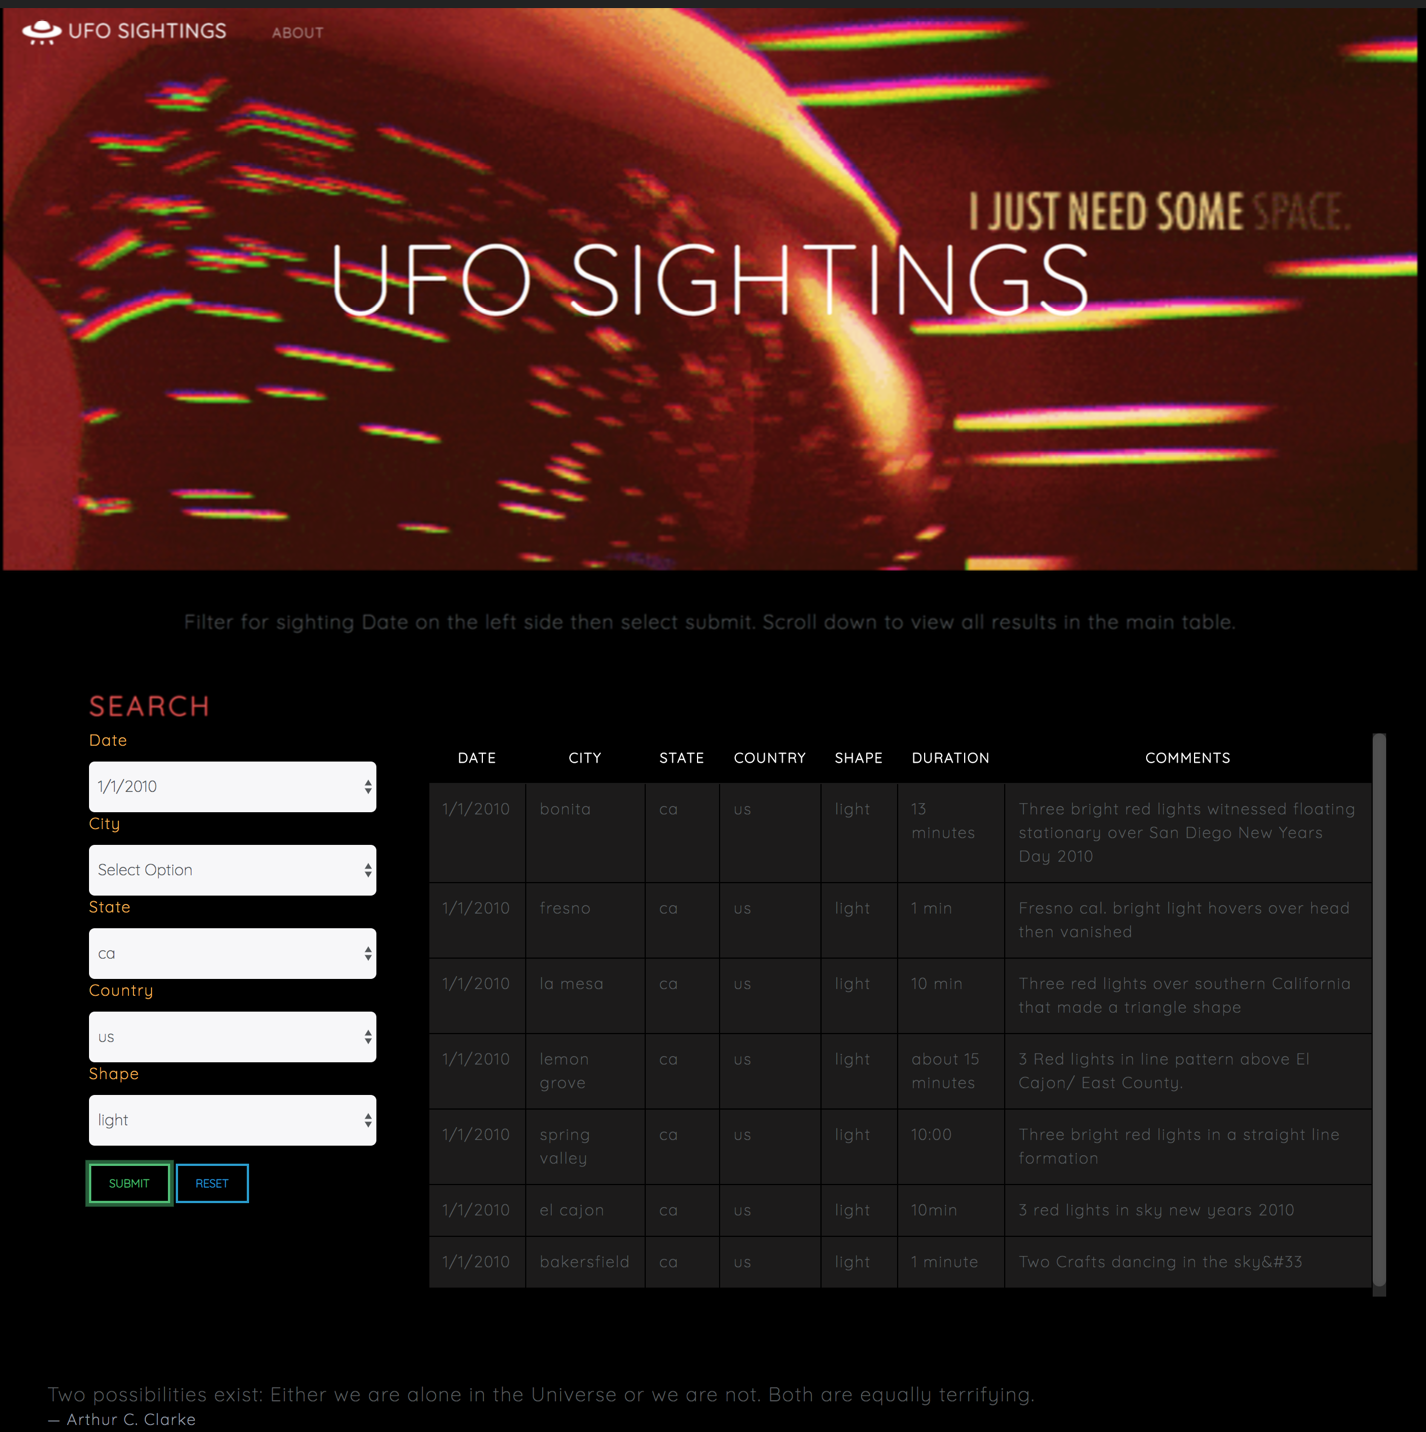 UFO SIGHTINGS ABOUT
I JUST NEED SOME SPACE.
UFO SIGHTINGS
Filter for sighting Date on the left side then select submit. Scroll down to view all results in the main table.
SEARCH
Date
1/1/2010
City
Select Option
State
ca
Country
us
Shape
light
SUBMIT RESET
DATE CITY STATE COUNTRY SHAPE DURATION COMMENTS
1/1/2010 bonita ca us light 13 minutes Three bright red lights witnessed floating stationary over San Diego New Years Day 2010
1/1/2010 fresno ca us light 1 min Fresno cal. bright light hovers over head then vanished
1/1/2010 la mesa ca us light 10 min Three red lights over southern California that made a triangle shape
1/1/2010 lemon grove ca us light about 15 minutes 3 Red lights in line pattern above El Cajon/ East County.
1/1/2010 spring valley ca us light 10:00 Three bright red lights in a straight line formation
1/1/2010 el cajon ca us light 10min 3 red lights in sky new years 2010
1/1/2010 bakersfield ca us light 1 minute Two Crafts dancing in the sky&#33
Two possibilities exist: Either we are alone in the Universe or we are not. Both are equally terrifying.
— Arthur C. Clarke